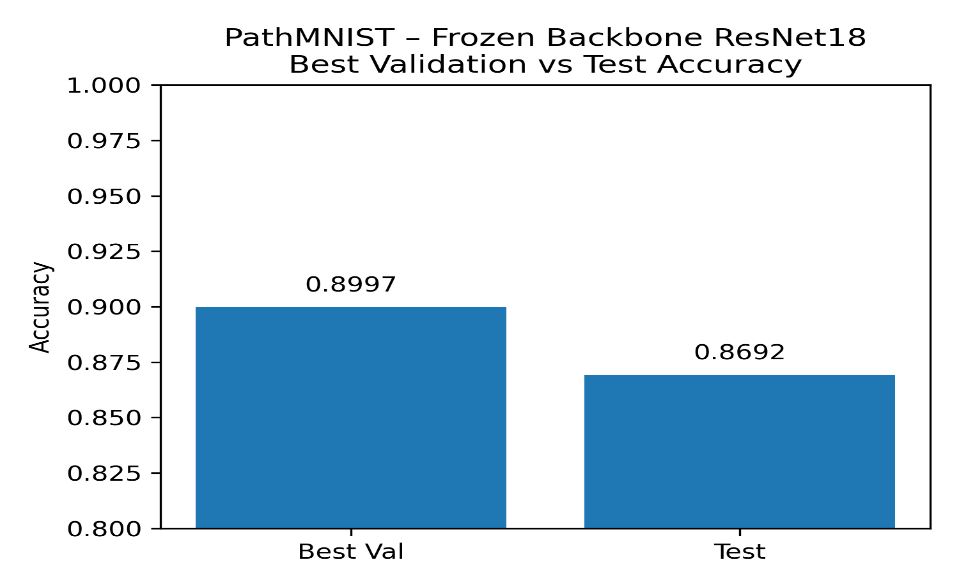 PathMNIST – Frozen Backbone ResNet18
Best Validation vs Test Accuracy
1.000
0.975
0.950
0.925
0.900
0.875
0.850
0.825
0.800
Accuracy
0.8997
0.8692
Best Val
Test